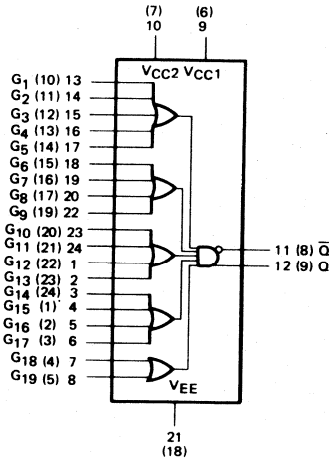 (7) (6)
10 9
VCC2 VCC1
G1 (10) 13
G2 (11) 14
G3 (12) 15
G4 (13) 16
G5 (14) 17
G6 (15) 18
G7 (16) 19
G8 (17) 20
G9 (19) 22
G10 (20) 23
G11 (21) 24
G12 (22) 1
G13 (23) 2
G14 (24) 3
G15 (1) 4
G16 (2) 5
G17 (3) 6
G18 (4) 7
G19 (5) 8
11 (8) Q̅
12 (9) Q
VEE
21
(18)